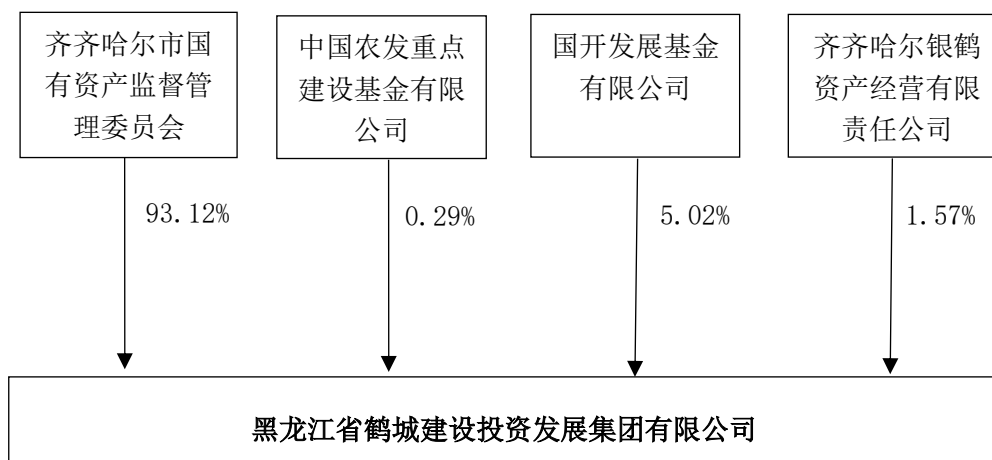 齐齐哈尔市国
有资产监督管
理委员会
中国农发重点
建设基金有限
公司
国开发展基金
有限公司
齐齐哈尔银鹤
资产经营有限
责任公司
93.12%
0.29%
5.02%
1.57%
黑龙江省鹤城建设投资发展集团有限公司